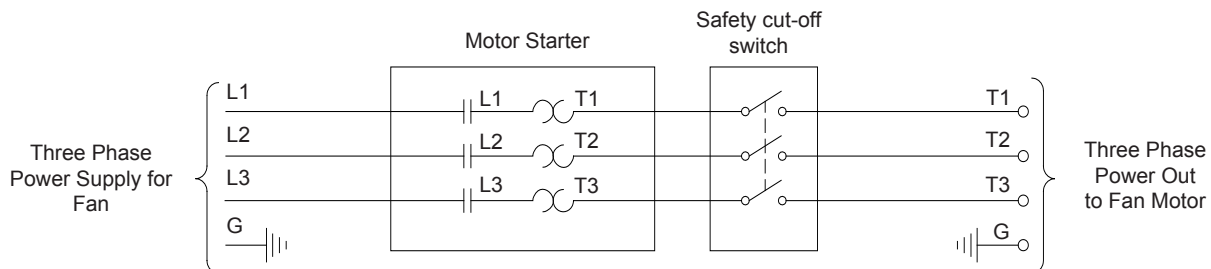 Safety cut-off
switch
Motor Starter
L1
L1
T1
T1
L2
L2
T2
T2
Three Phase
Power Supply for
Fan
Three Phase
Power Out
to Fan Motor
L3
L3
T3
T3
G
G